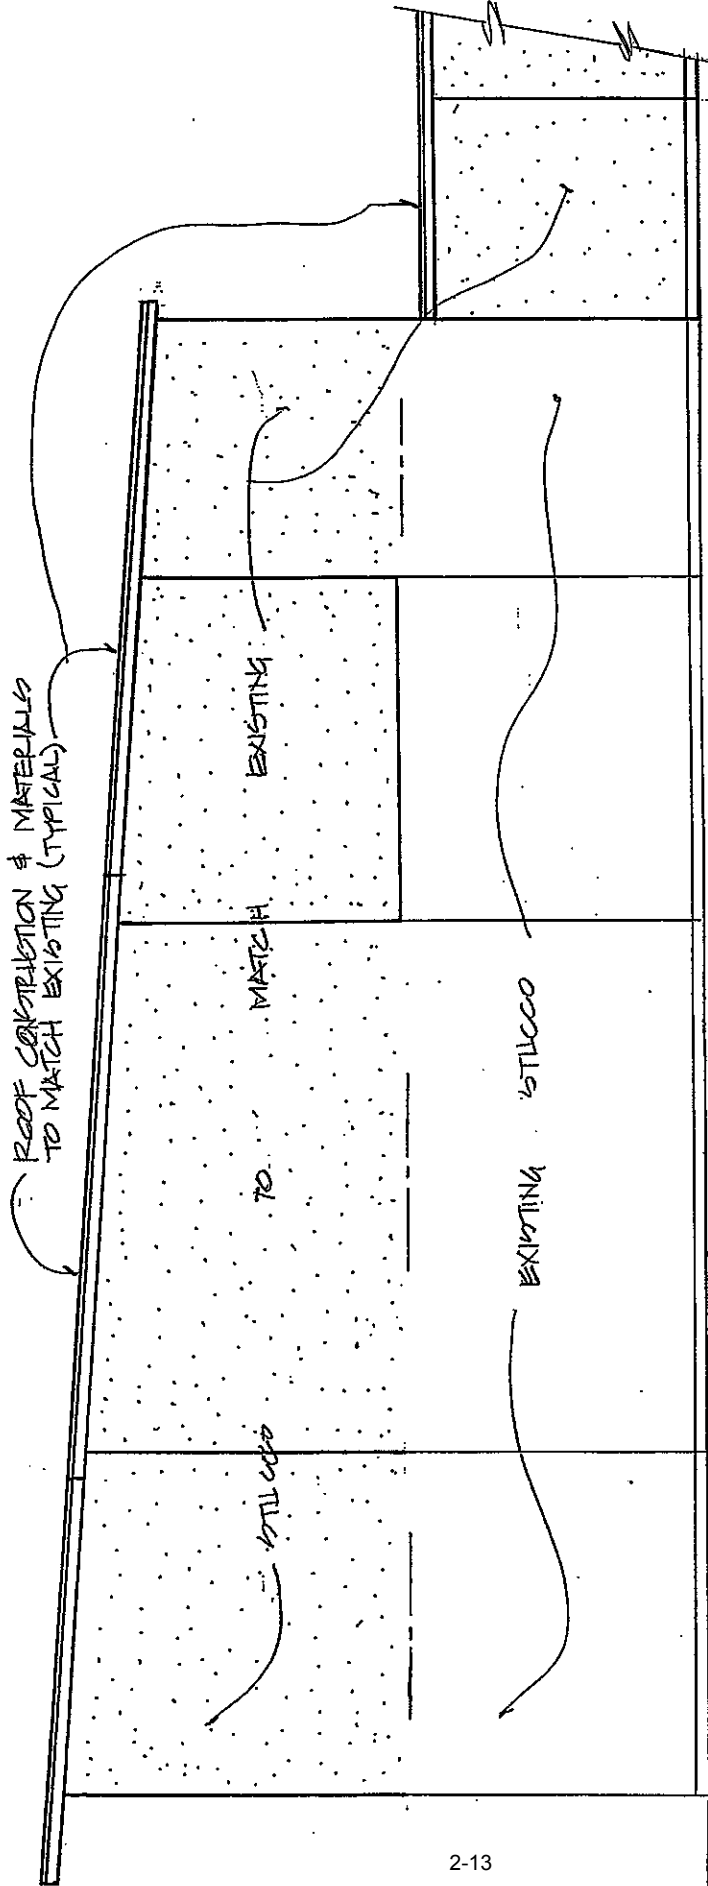 ROOF CONSTRUCTION & MATERIALS
TO MATCH EXISTING (TYPICAL)
STUCCO TO MATCH EXISTING
EXISTING STUCCO
2-13